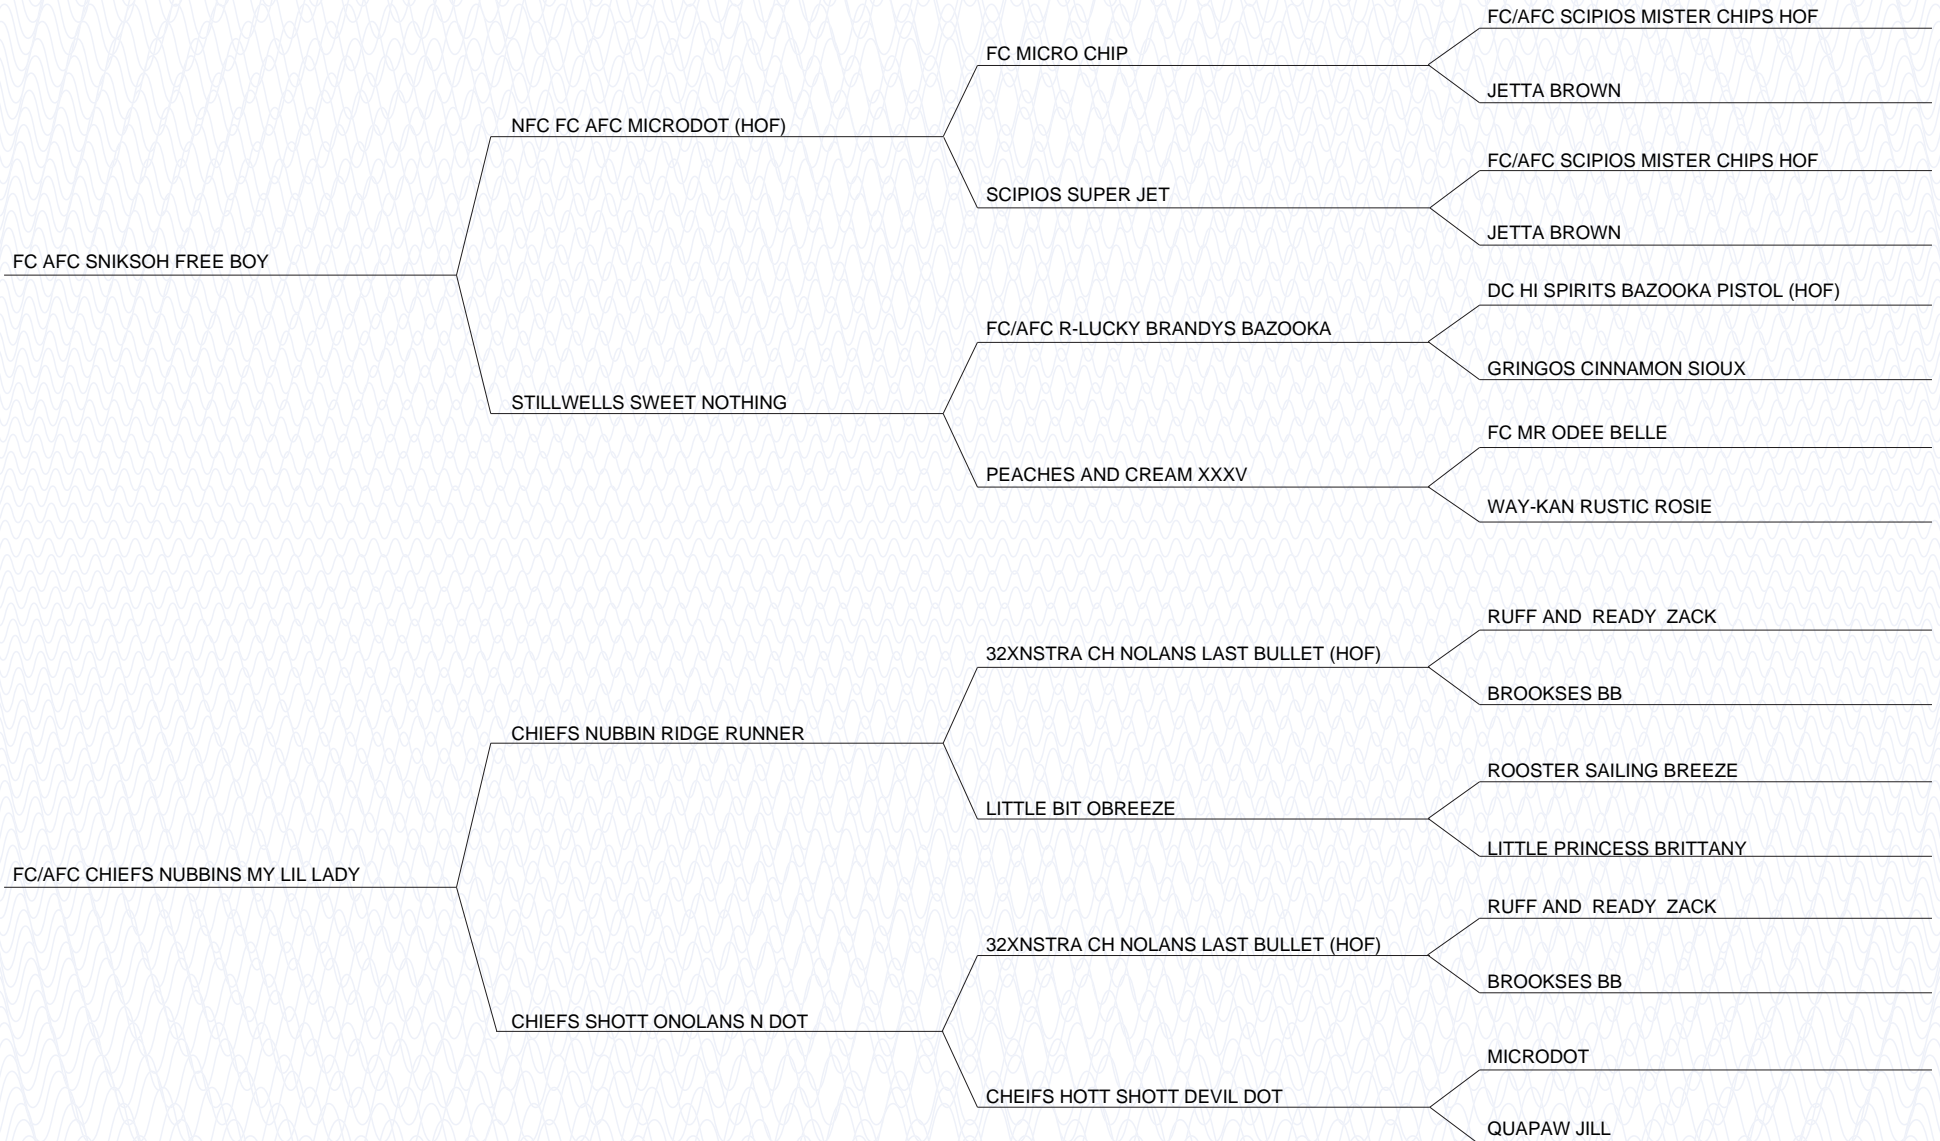 FC/AFC SCIPIOS MISTER CHIPS HOF
FC MICRO CHIP
JETTA BROWN
NFC FC AFC MICRODOT (HOF)
FC/AFC SCIPIOS MISTER CHIPS HOF
SCIPIOS SUPER JET
JETTA BROWN
FC AFC SNIKSOH FREE BOY
DC HI SPIRITS BAZOOKA PISTOL (HOF)
FC/AFC R-LUCKY BRANDYS BAZOOKA
GRINGOS CINNAMON SIOUX
STILLWELLS SWEET NOTHING
FC MR ODEE BELLE
PEACHES AND CREAM XXXV
WAY-KAN RUSTIC ROSIE
RUFF AND  READY  ZACK
32XNSTRA CH NOLANS LAST BULLET (HOF)
BROOKSES BB
CHIEFS NUBBIN RIDGE RUNNER
ROOSTER SAILING BREEZE
LITTLE BIT OBREEZE
LITTLE PRINCESS BRITTANY
FC/AFC CHIEFS NUBBINS MY LIL LADY
RUFF AND  READY  ZACK
32XNSTRA CH NOLANS LAST BULLET (HOF)
BROOKSES BB
CHIEFS SHOTT ONOLANS N DOT
MICRODOT
CHEIFS HOTT SHOTT DEVIL DOT
QUAPAW JILL